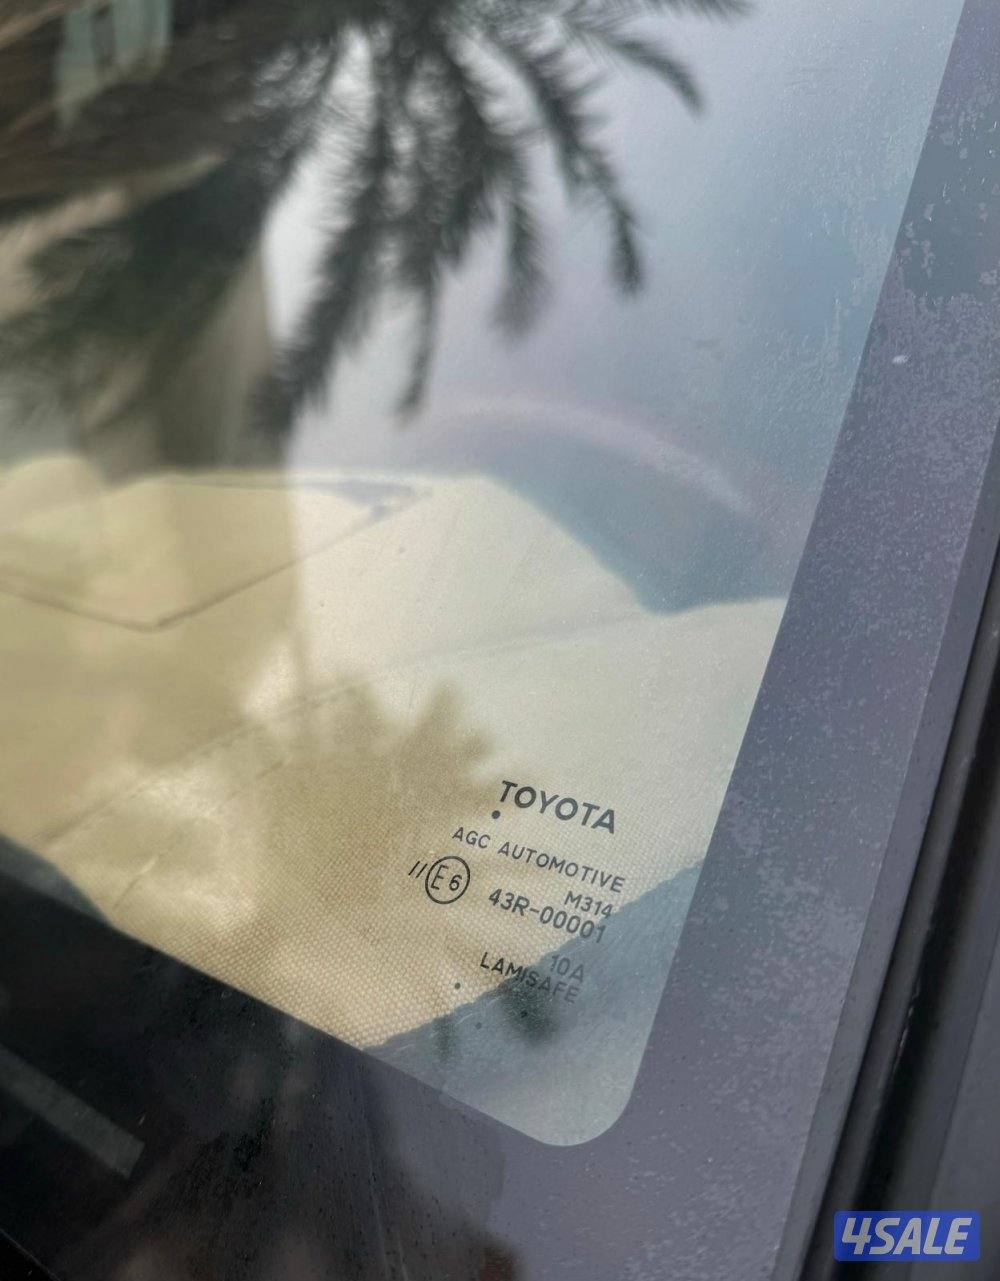 TOYOTA
AGC AUTOMOTIVE
M314
//E6 43R-00001
10A
LAMISAFE
4SALE